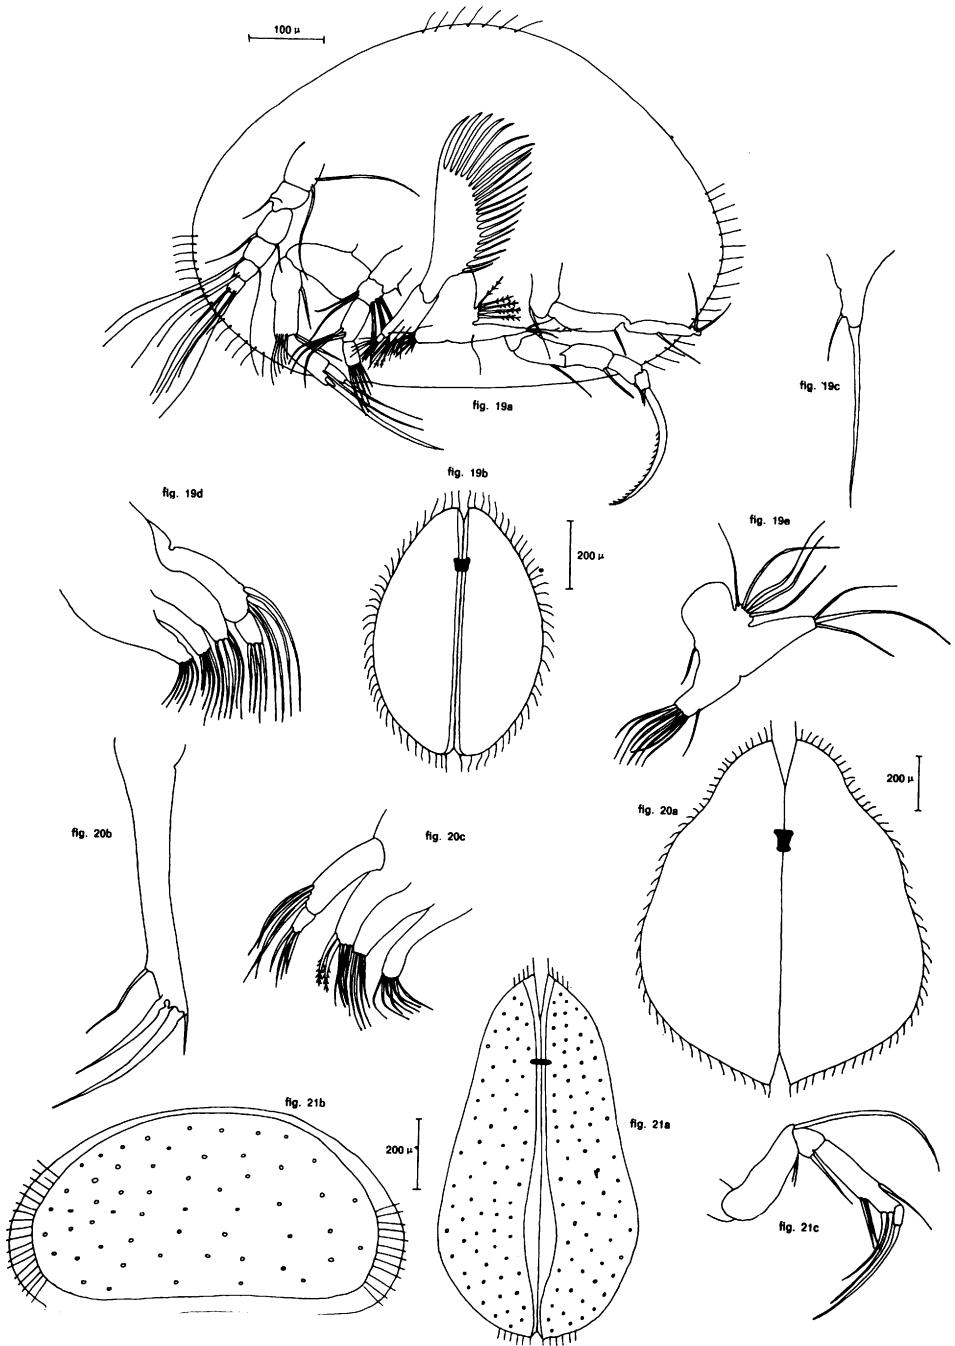 100 µ
fig. 19a
fig. 19c
fig. 19b
fig. 19d
200 µ
fig. 19e
200 µ
fig. 20a
fig. 20b
fig. 20c
fig. 21b
fig. 21a
200 µ
fig. 21c